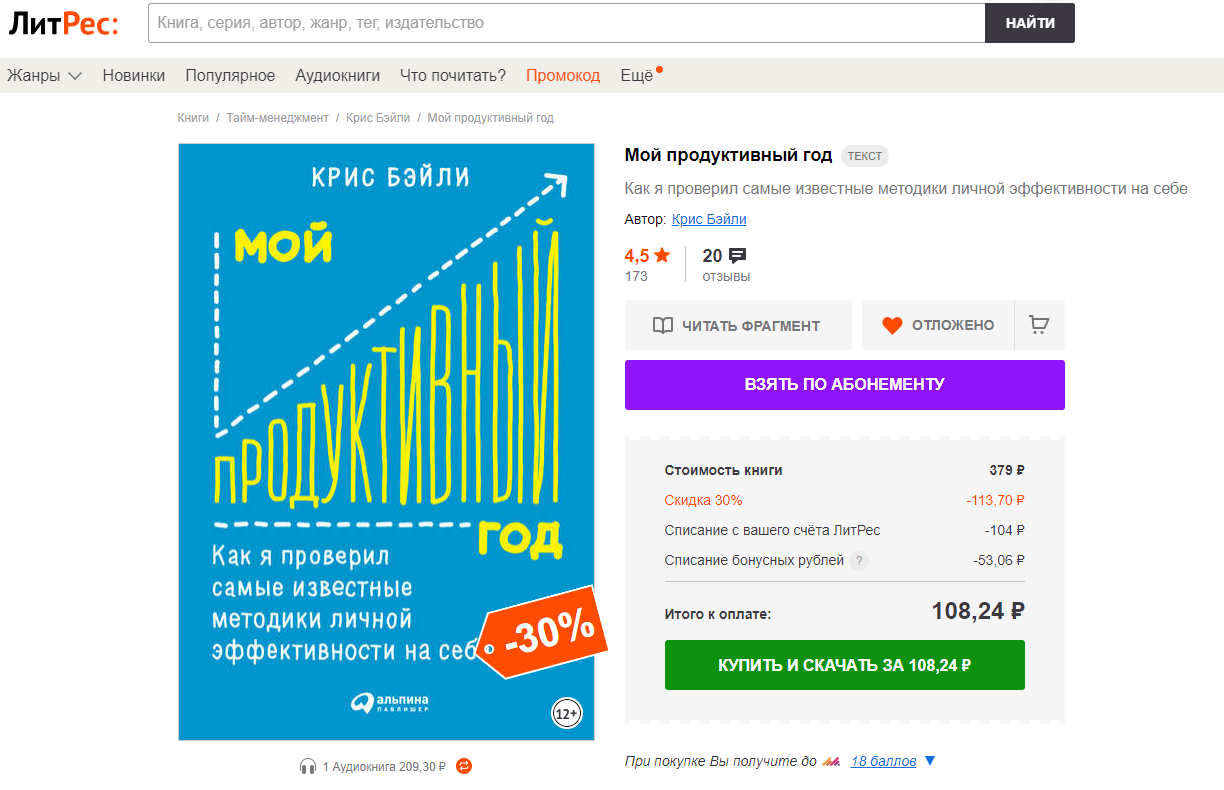 ЛитРес:
Книга, серия, автор, жанр, тег, издательство
НАЙТИ
Жанры Новинки Популярное Аудиокниги Что почитать? Промокод Ещё
Книги / Тайм-менеджмент / Крис Бэйли / Мой продуктивный год
КРИС БЭЙЛИ
МОЙ
ПРОДУКТИВНЫЙ
ГОД
Как я проверил
самые известные
методики личной
эффективности на себ
-30%
альпина
ПАБЛИШЕР
12+
1 Аудиокнига 209,30 ₽
Мой продуктивный год ТЕКСТ
Как я проверил самые известные методики личной эффективности на себе
Автор: Крис Бэйли
4,5 20
173 отзывы
ЧИТАТЬ ФРАГМЕНТ ОТЛОЖЕНО
ВЗЯТЬ ПО АБОНЕМЕНТУ
Стоимость книги 379 ₽
Скидка 30% -113,70 ₽
Списание с вашего счёта ЛитРес -104 ₽
Списание бонусных рублей ? -53,06 ₽
Итого к оплате: 108,24 ₽
КУПИТЬ И СКАЧАТЬ ЗА 108,24 ₽
При покупке Вы получите до 18 баллов